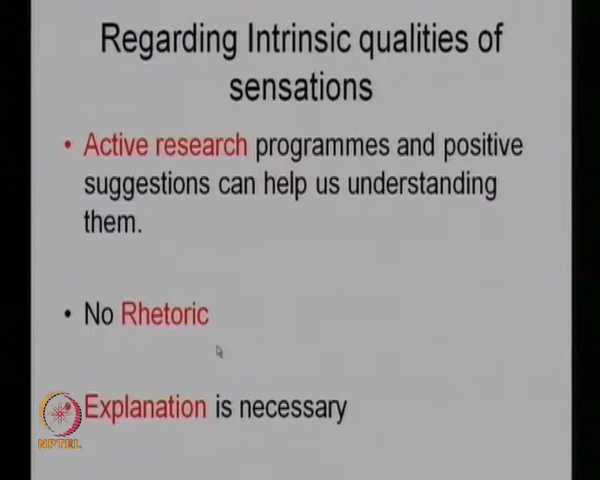 Regarding Intrinsic qualities of
sensations
• Active research programmes and positive
suggestions can help us understanding
them.
• No Rhetoric
Explanation is necessary
NPTEL